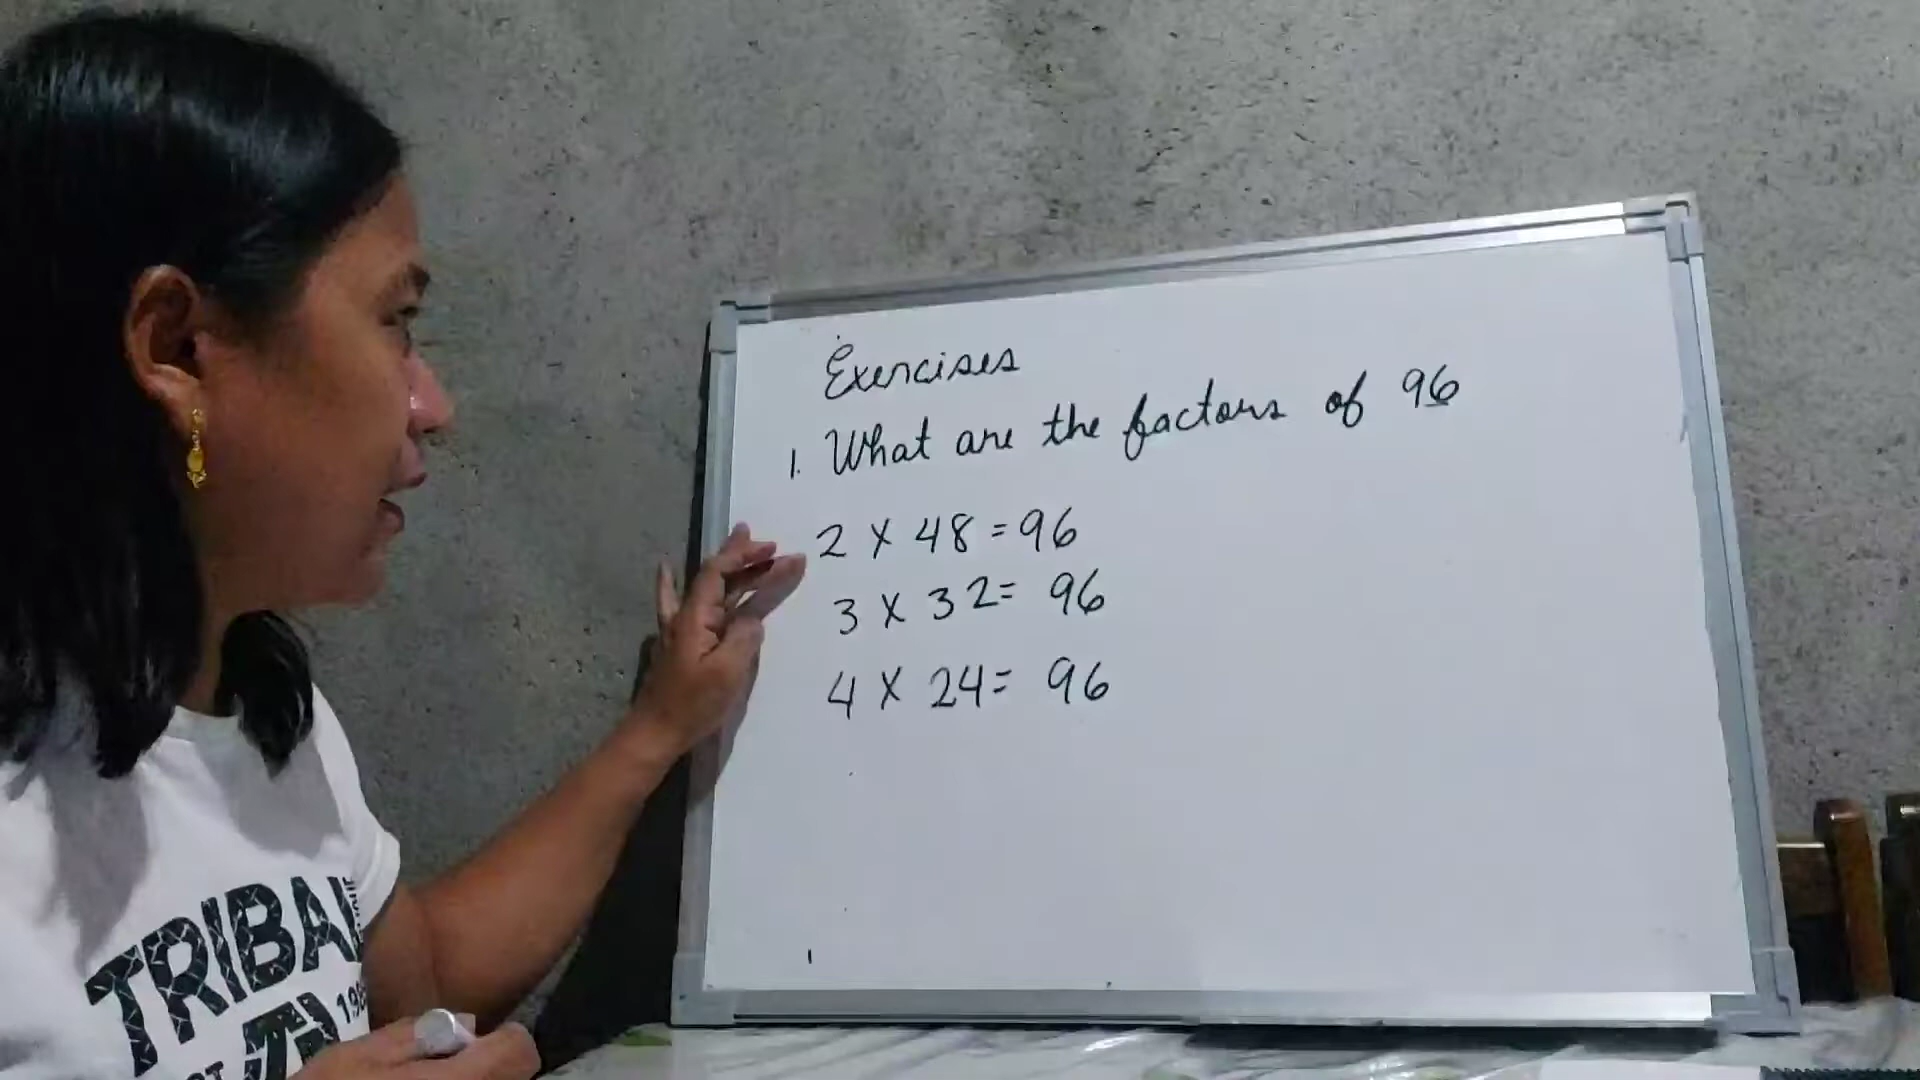 Exercises
1. What are the factors of 96
2 X 48 = 96
3 X 32 = 96
4 X 24 = 96
TRIBAL